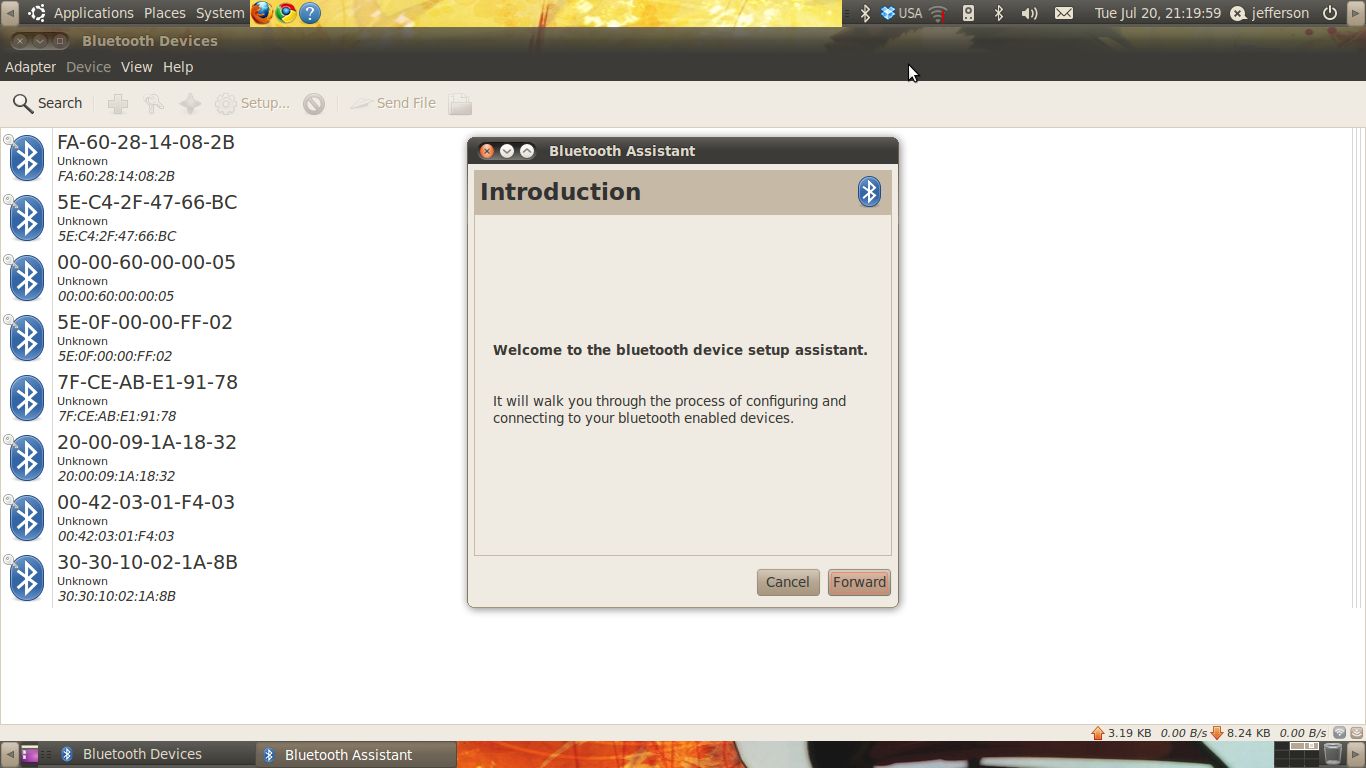 Applications Places System
USA
Tue Jul 20, 21:19:59
jefferson
Bluetooth Devices
Adapter Device View Help
Search
Setup...
Send File
FA-60-28-14-08-2B
Unknown
FA:60:28:14:08:2B
5E-C4-2F-47-66-BC
Unknown
5E:C4:2F:47:66:BC
00-00-60-00-00-05
Unknown
00:00:60:00:00:05
5E-0F-00-00-FF-02
Unknown
5E:0F:00:00:FF:02
7F-CE-AB-E1-91-78
Unknown
7F:CE:AB:E1:91:78
20-00-09-1A-18-32
Unknown
20:00:09:1A:18:32
00-42-03-01-F4-03
Unknown
00:42:03:01:F4:03
30-30-10-02-1A-8B
Unknown
30:30:10:02:1A:8B
Bluetooth Assistant
Introduction
Welcome to the bluetooth device setup assistant.
It will walk you through the process of configuring and
connecting to your bluetooth enabled devices.
Cancel
Forward
3.19 KB 0.00 B/s 8.24 KB 0.00 B/s
Bluetooth Devices
Bluetooth Assistant